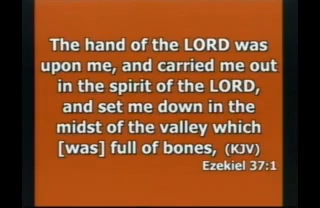 The hand of the LORD was
upon me, and carried me out
in the spirit of the LORD,
and set me down in the
midst of the valley which
[was] full of bones, (KJV)
Ezekiel 37:1